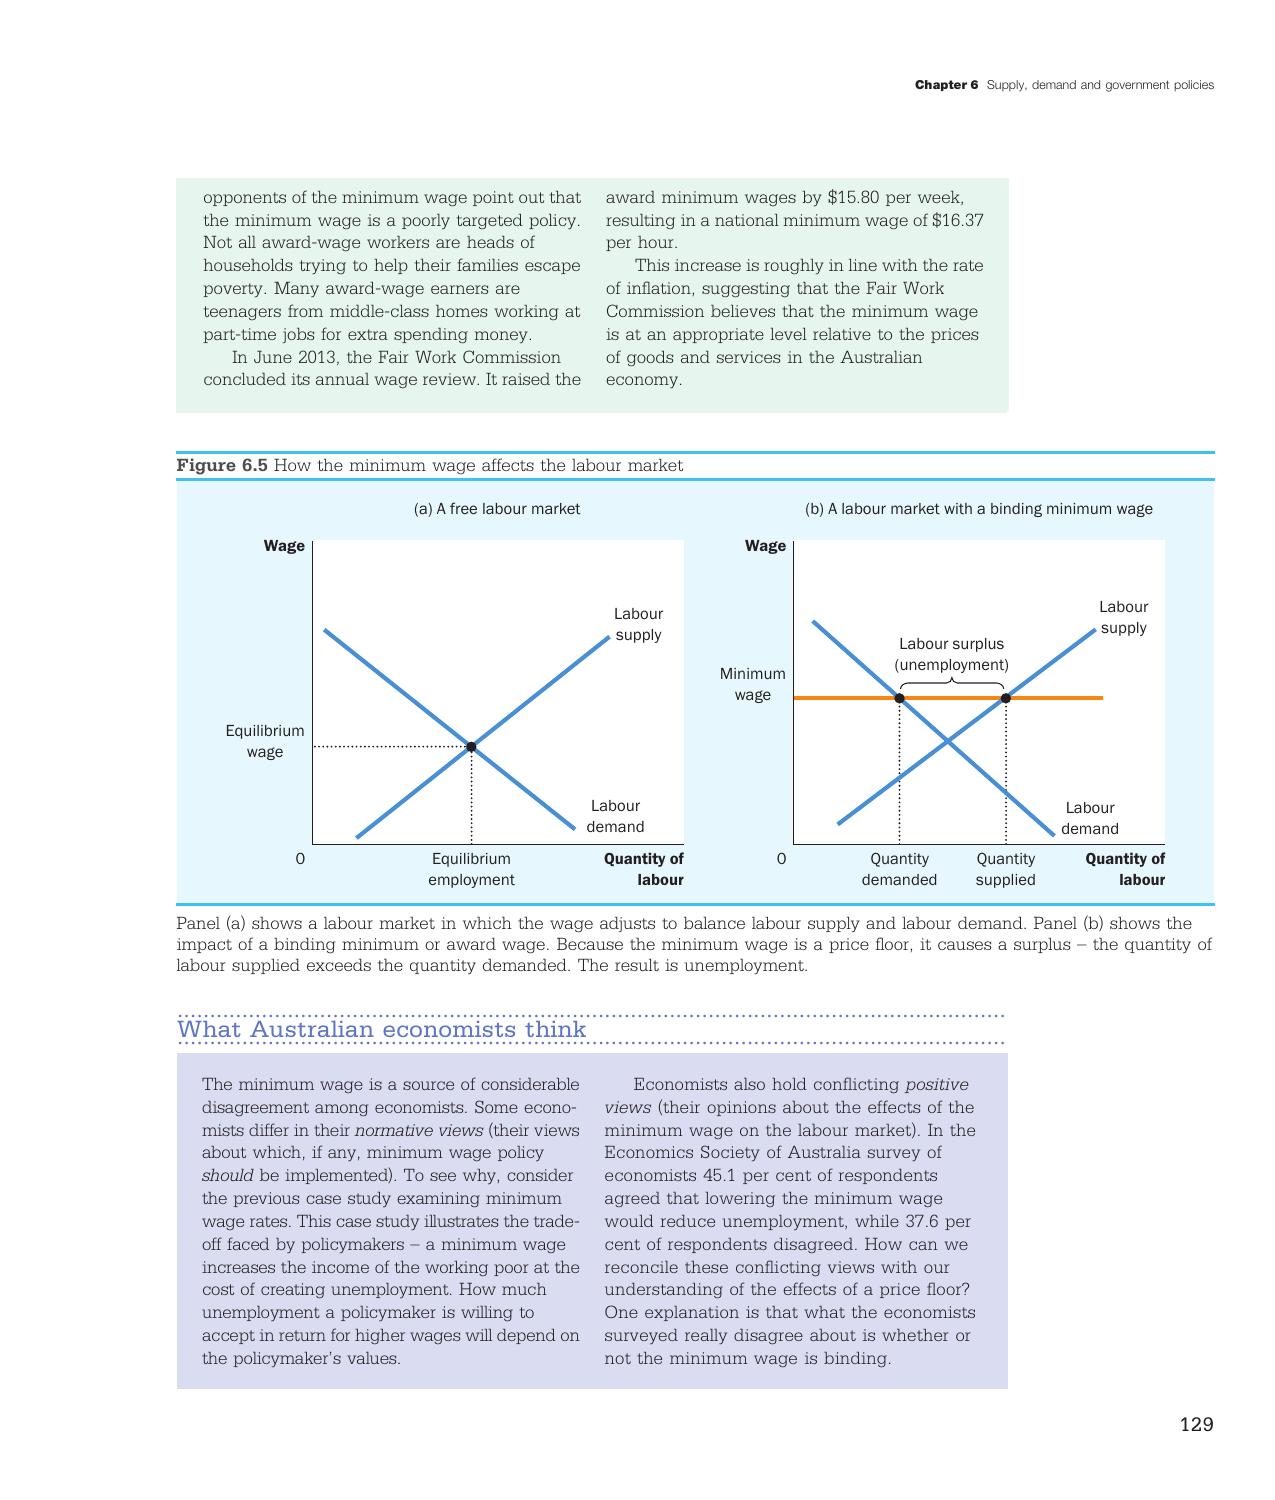 Chapter 6 Supply, demand and government policies
opponents of the minimum wage point out that
the minimum wage is a poorly targeted policy.
Not all award-wage workers are heads of
households trying to help their families escape
poverty. Many award-wage earners are
teenagers from middle-class homes working at
part-time jobs for extra spending money.
In June 2013, the Fair Work Commission
concluded its annual wage review. It raised the
award minimum wages by $15.80 per week,
resulting in a national minimum wage of $16.37
per hour.
This increase is roughly in line with the rate
of inflation, suggesting that the Fair Work
Commission believes that the minimum wage
is at an appropriate level relative to the prices
of goods and services in the Australian
economy.
Figure 6.5 How the minimum wage affects the labour market
(a) A free labour market
Wage
Labour
supply
Equilibrium
wage
Labour
demand
0
Equilibrium
employment
Quantity of
labour
(b) A labour market with a binding minimum wage
Wage
Labour
supply
Labour surplus
(unemployment)
Minimum
wage
Labour
demand
0
Quantity
demanded
Quantity
supplied
Quantity of
labour
Panel (a) shows a labour market in which the wage adjusts to balance labour supply and labour demand. Panel (b) shows the
impact of a binding minimum or award wage. Because the minimum wage is a price floor, it causes a surplus – the quantity of
labour supplied exceeds the quantity demanded. The result is unemployment.
What Australian economists think
The minimum wage is a source of considerable
disagreement among economists. Some econo-
mists differ in their normative views (their views
about which, if any, minimum wage policy
should be implemented). To see why, consider
the previous case study examining minimum
wage rates. This case study illustrates the trade-
off faced by policymakers – a minimum wage
increases the income of the working poor at the
cost of creating unemployment. How much
unemployment a policymaker is willing to
accept in return for higher wages will depend on
the policymaker's values.
Economists also hold conflicting positive
views (their opinions about the effects of the
minimum wage on the labour market). In the
Economics Society of Australia survey of
economists 45.1 per cent of respondents
agreed that lowering the minimum wage
would reduce unemployment, while 37.6 per
cent of respondents disagreed. How can we
reconcile these conflicting views with our
understanding of the effects of a price floor?
One explanation is that what the economists
surveyed really disagree about is whether or
not the minimum wage is binding.
129